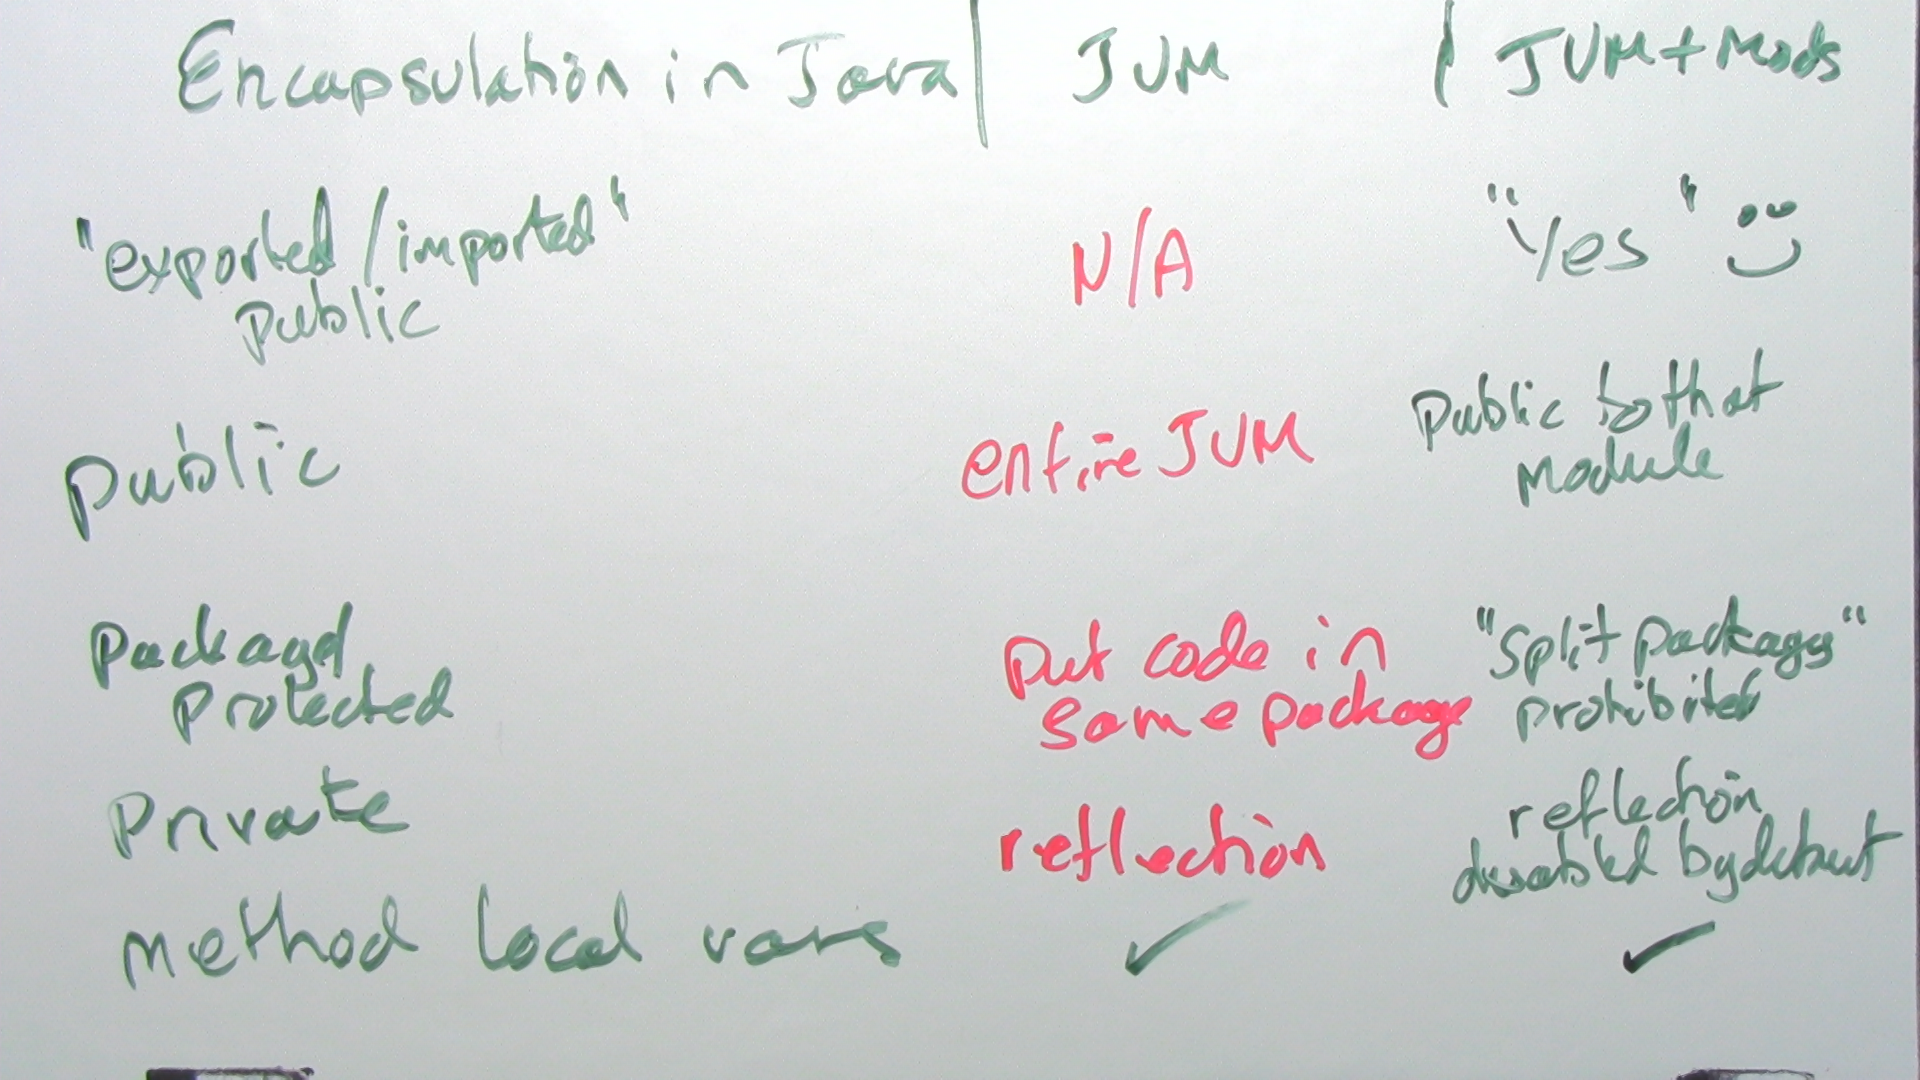 Encapsulation in Java | JVM | JVM + Mods
"exported/imported" N/A "Yes"
public
public entire JVM public to that
module
Packaged put code in "split packages"
protected same package prohibited
Private reflection reflection
disabled by default
method local vars ✓ ✓